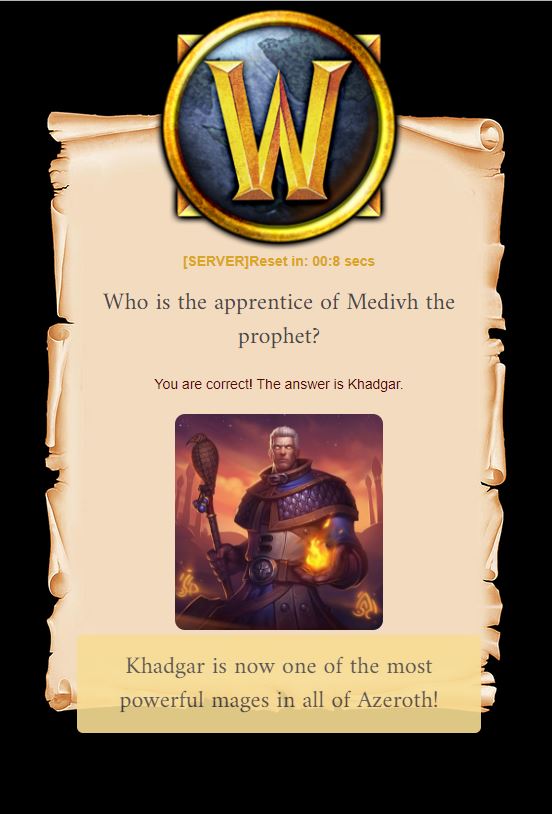 W
[SERVER]Reset in: 00:8 secs
Who is the apprentice of Medivh the
prophet?
You are correct! The answer is Khadgar.
Khadgar is now one of the most
powerful mages in all of Azeroth!